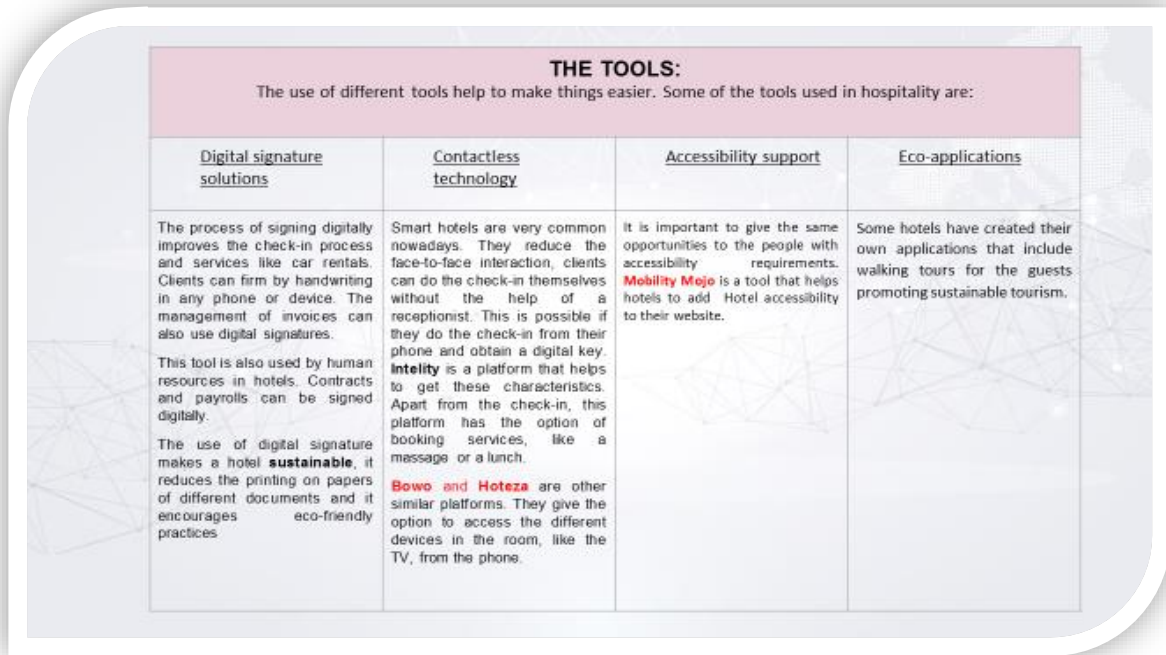 THE TOOLS:
The use of different tools help to make things easier. Some of the tools used in hospitality are:
Digital signature
solutions
Contactless
technology
Accessibility support
Eco-applications
The process of signing digitally
improves the check-in process
and services like car rentals.
Clients can firm by handwriting
in any phone or device. The
management of invoices can
also use digital signatures.
This tool is also used by human
resources in hotels. Contracts
and payrolls can be signed
digitally.
The use of digital signature
makes a hotel sustainable, it
reduces the printing on papers
of different documents and it
encourages eco-friendly
practices
Smart hotels are very common
nowadays. They reduce the
face-to-face interaction, clients
can do the check-in themselves
without the help of a
receptionist. This is possible if
they do the check-in from their
phone and obtain a digital key.
Intelity is a platform that helps
to get these characteristics.
Apart from the check-in, this
platform has the option of
booking services, like a
massage or a lunch.
Bowo and Hoteza are other
similar platforms. They give the
option to access the different
devices in the room, like the
TV, from the phone.
It is important to give the same
opportunities to the people with
accessibility requirements.
Mobility Mojo is a tool that helps
hotels to add Hotel accessibility
to their website.
Some hotels have created their
own applications that include
walking tours for the guests
promoting sustainable tourism.